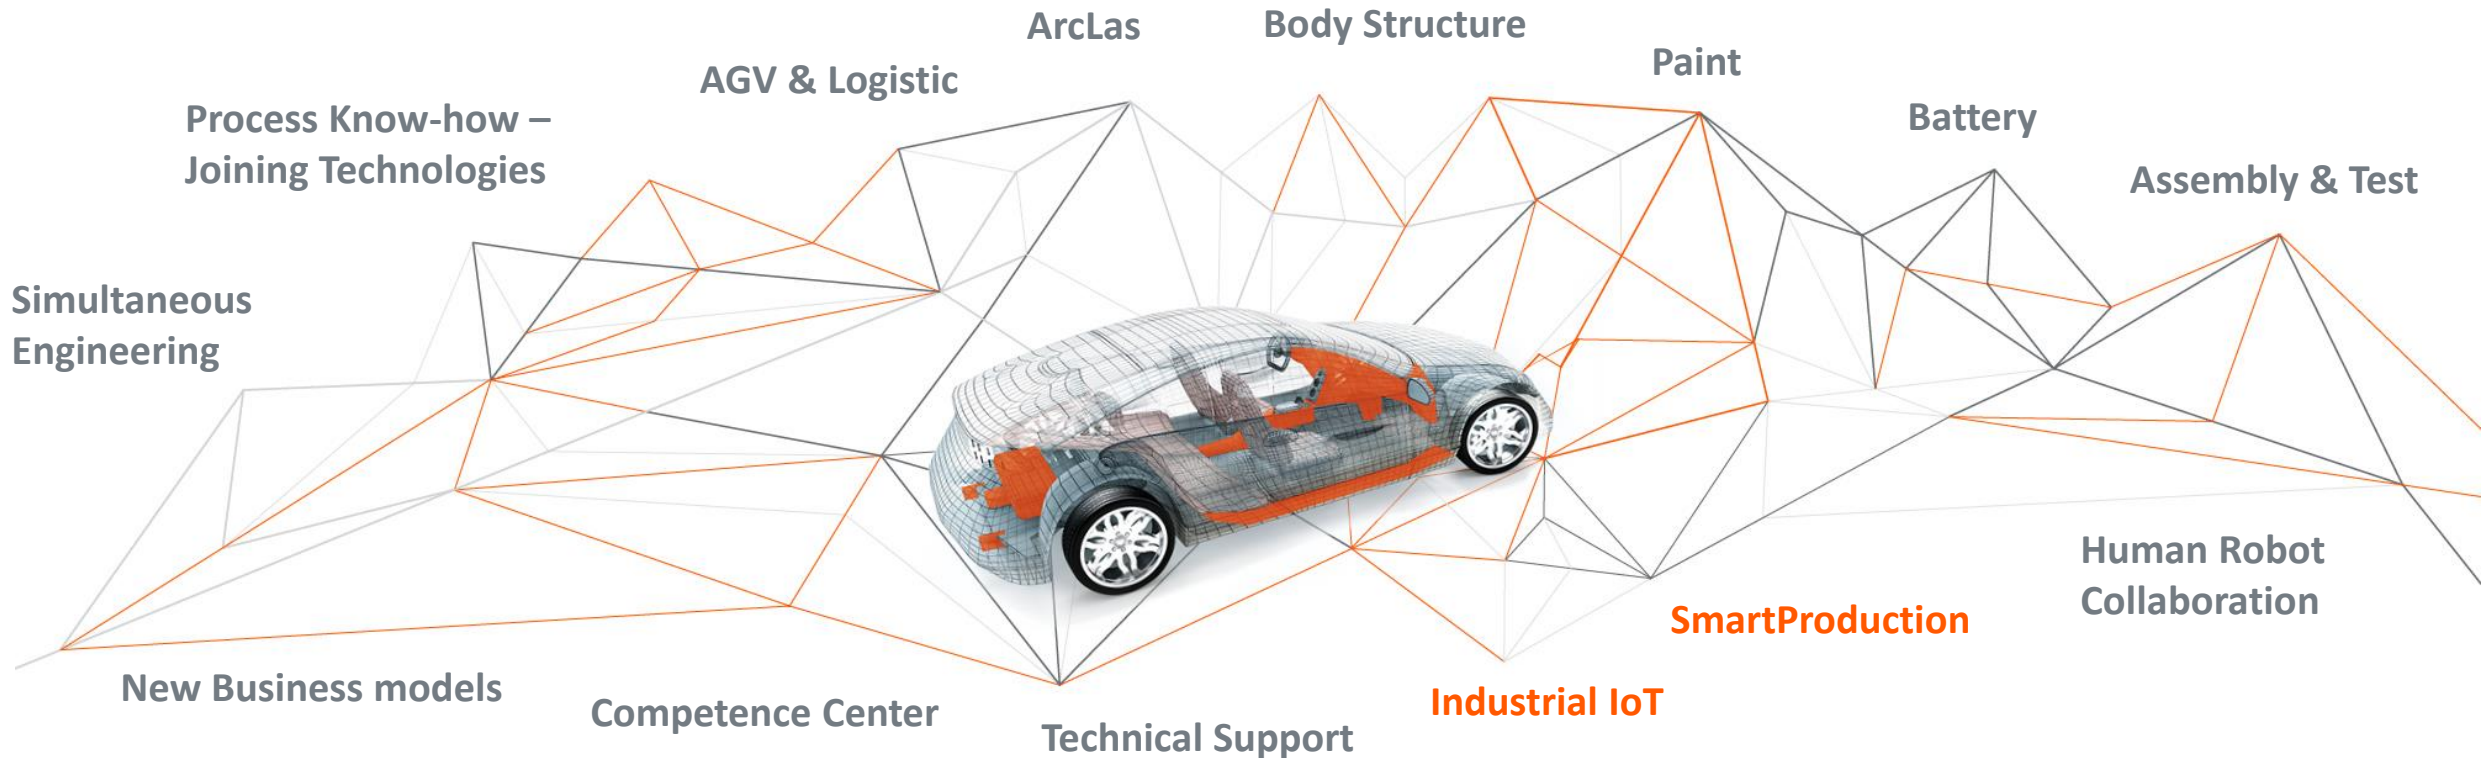 ArcLas
Body Structure
Paint
AGV & Logistic
Battery
Process Know-how –
Joining Technologies
Assembly & Test
Simultaneous
Engineering
Human Robot
Collaboration
SmartProduction
New Business models
Competence Center
Industrial IoT
Technical Support